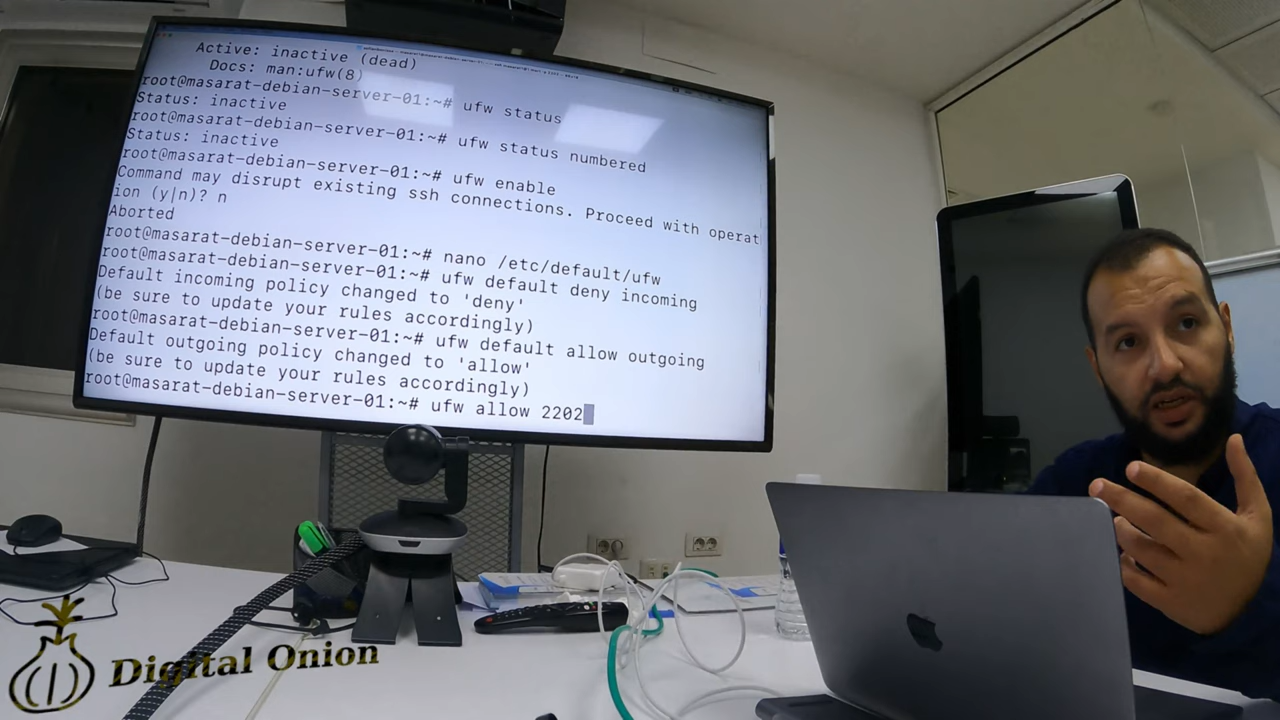 Active: inactive (dead)
Docs: man:ufw(8)
root@masarat-debian-server-01:~# ufw status
Status: inactive
root@masarat-debian-server-01:~# ufw status numbered
Status: inactive
root@masarat-debian-server-01:~# ufw enable
Command may disrupt existing ssh connections. Proceed with operat
ion (y|n)? n
Aborted
root@masarat-debian-server-01:~# nano /etc/default/ufw
root@masarat-debian-server-01:~# ufw default deny incoming
Default incoming policy changed to 'deny'
(be sure to update your rules accordingly)
root@masarat-debian-server-01:~# ufw default allow outgoing
Default outgoing policy changed to 'allow'
(be sure to update your rules accordingly)
root@masarat-debian-server-01:~# ufw allow 2202
Digital Onion